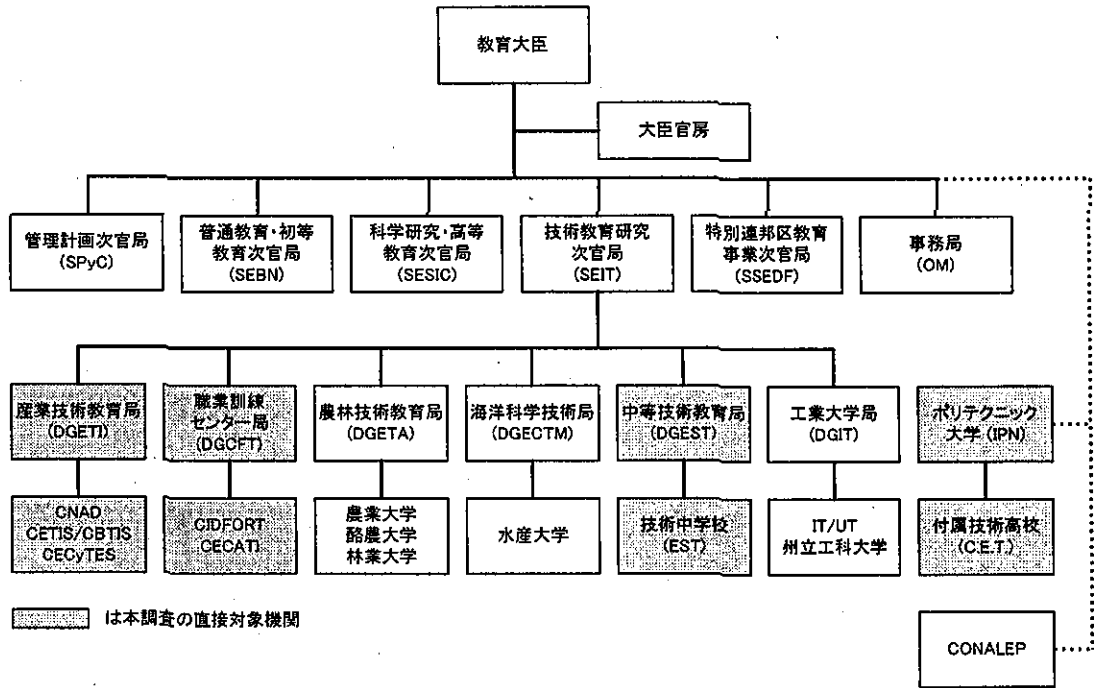 教育大臣
大臣官房
管理計画次官局
(SPyC)
普通教育・初等
教育次官局
(SEBN)
科学研究・高等
教育次官局
(SESIC)
技術教育研究
次官局
(SEIT)
特別連邦区教育
事業次官局
(SSEDF)
事務局
(OM)
産業技術教育局
(DGETI)
職業訓練
センター局
(DGCFT)
農林技術教育局
(DGETA)
海洋科学技術局
(DGECTM)
中等技術教育局
(DGEST)
工業大学局
(DGIT)
ポリテクニック
大学 (IPN)
CNAD
CETIS/CBTIS
CECyTES
CIDFORT
CECATI
農業大学
酪農大学
林業大学
水産大学
技術中学校
(EST)
IT/UT
州立工科大学
付属技術高校
(C.E.T.)
は本調査の直接対象機関
CONALEP